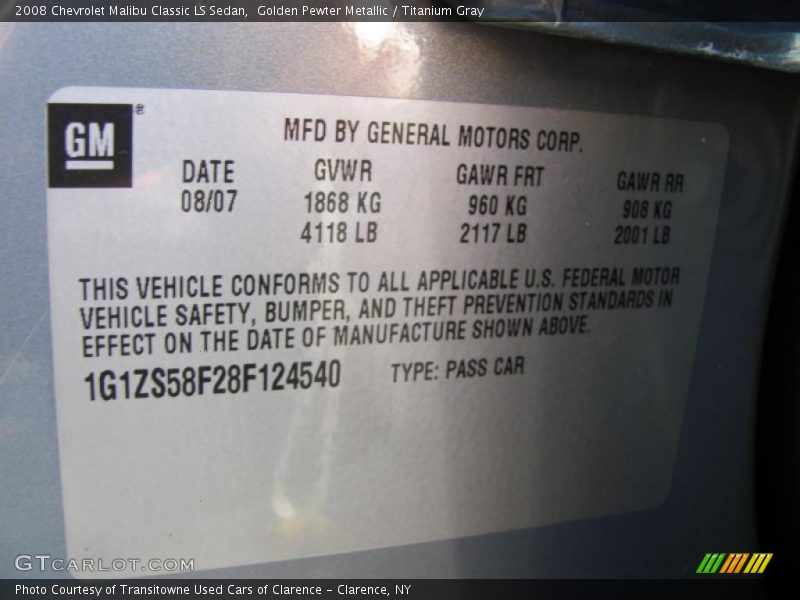 2008 Chevrolet Malibu Classic LS Sedan,  Golden Pewter Metallic / Titanium Gray
GM®
MFD BY GENERAL MOTORS CORP.
DATE GVWR GAWR FRT GAWR RR
08/07 1868 KG 960 KG 908 KG
4118 LB 2117 LB 2001 LB
THIS VEHICLE CONFORMS TO ALL APPLICABLE U.S. FEDERAL MOTOR
VEHICLE SAFETY, BUMPER, AND THEFT PREVENTION STANDARDS IN
EFFECT ON THE DATE OF MANUFACTURE SHOWN ABOVE.
1G1ZS58F28F124540 TYPE: PASS CAR
GTCARLOT.COM
Photo Courtesy of Transitowne Used Cars of Clarence - Clarence, NY